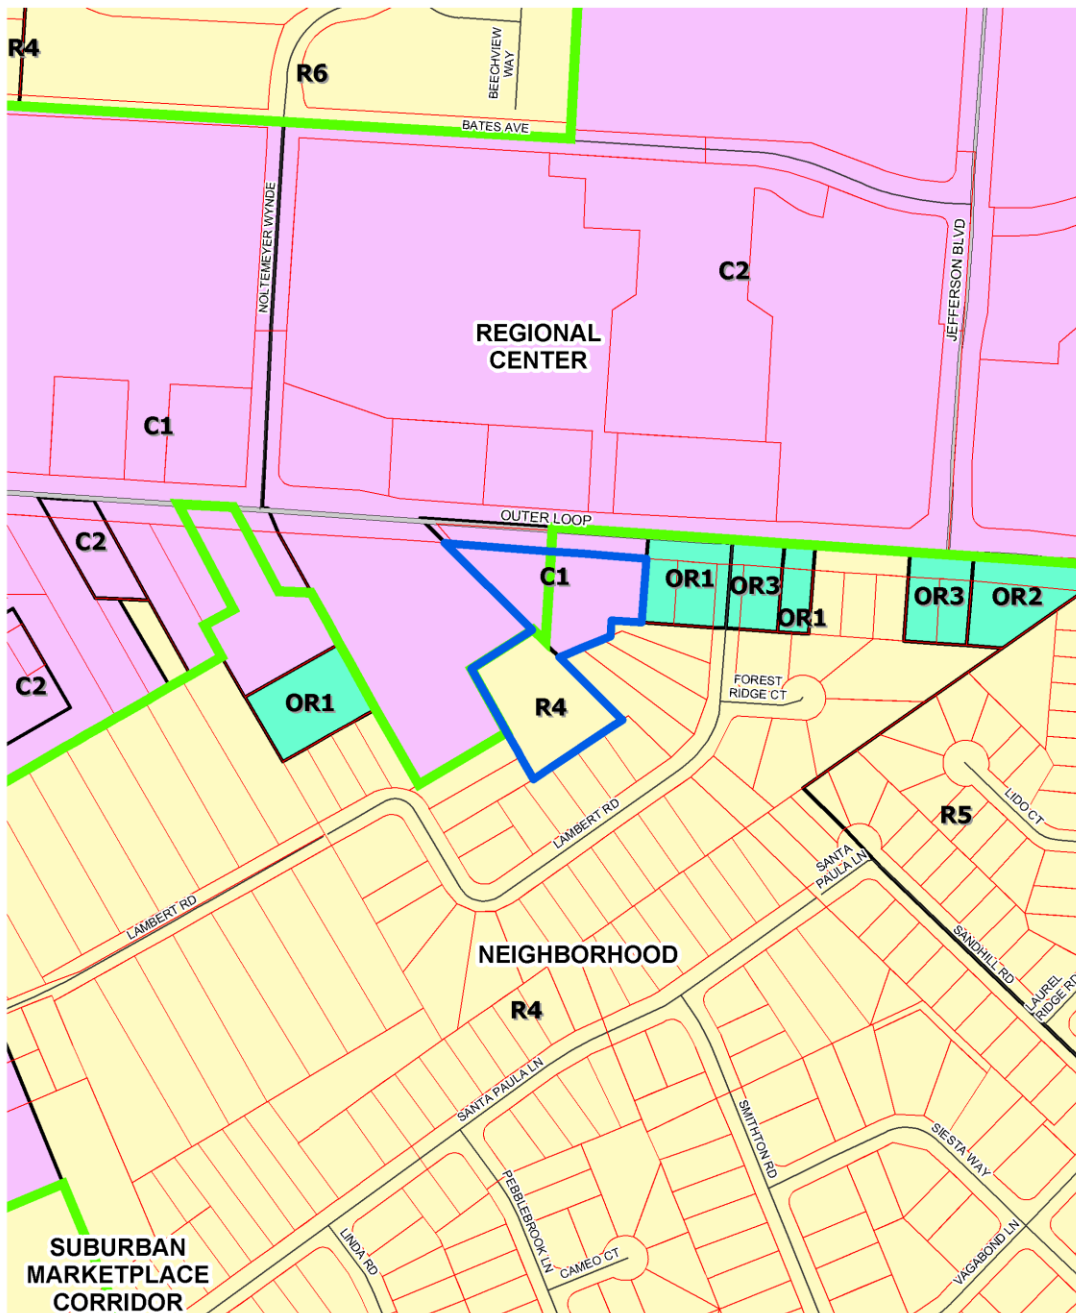 R4
R6
BEECHVIEW
WAY
BATES AVE
NOLTEMEYER WYNDE
C2
JEFFERSON BLVD
REGIONAL
CENTER
C1
OUTER LOOP
C2
C1
OR1
OR3
OR1
OR3
OR2
C2
OR1
R4
FOREST
RIDGE CT
LAMBERT RD
LIDO CT
R5
SANTA
PAULA LN
LAMBERT RD
NEIGHBORHOOD
SANDHILL RD
LAUREL
RIDGE RD
R4
SANTA PAULA LN
SMITHTON RD
SIESTA WAY
PEBBLEBROOK LN
LINDA RD
CAMEO CT
VAGABOND LN
SUBURBAN
MARKETPLACE
CORRIDOR